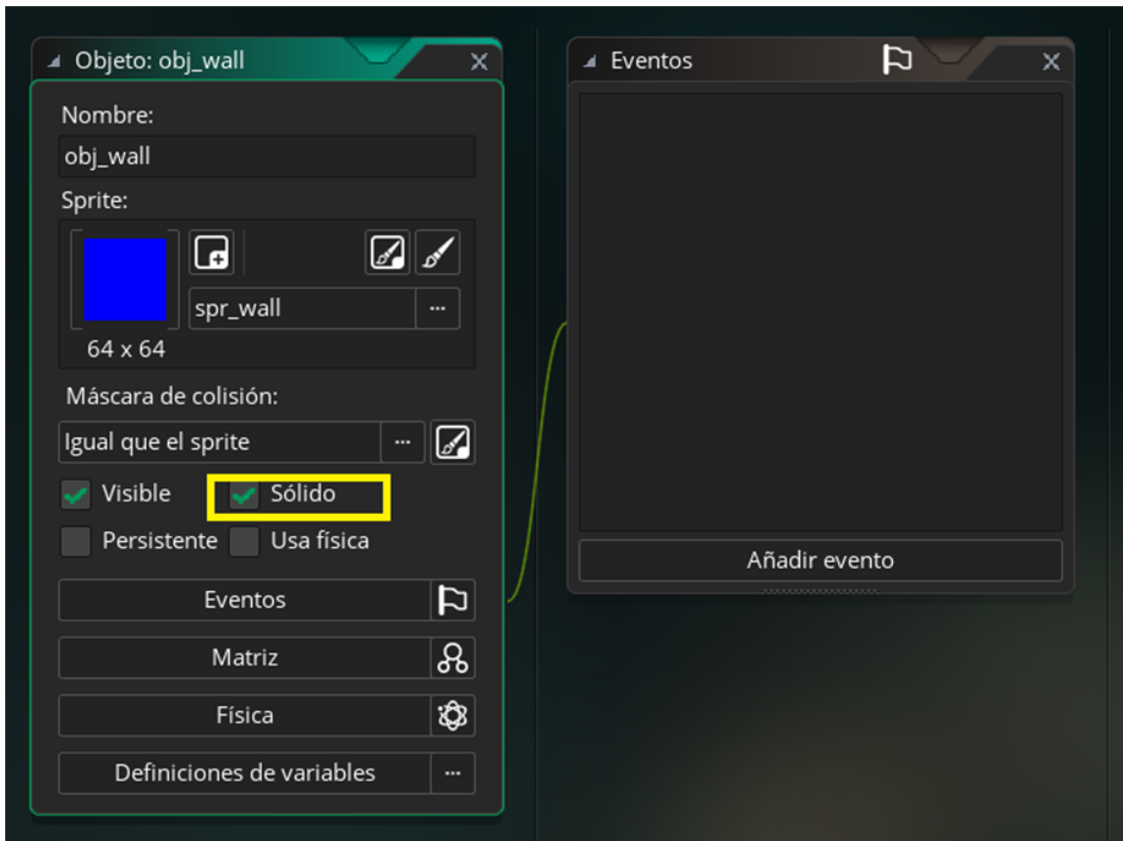 Objeto: obj_wall
Nombre:
obj_wall
Sprite:
spr_wall
64 x 64
Máscara de colisión:
Igual que el sprite
Visible
Sólido
Persistente
Usa física
Eventos
Matriz
Física
Definiciones de variables
Eventos
Añadir evento